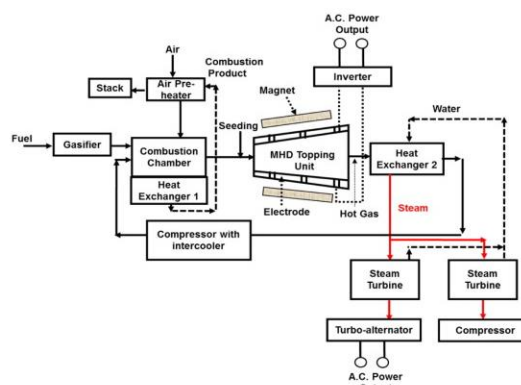 A.C. Power
Output
Air
Combustion
Product
Inverter
Stack
Air Pre-
heater
Magnet
Water
Seeding
Fuel
Gasifier
Combustion
Chamber
MHD Topping
Unit
Heat
Exchanger 2
Heat
Exchanger 1
Electrode
Hot Gas
Steam
Compressor with
intercooler
Steam
Turbine
Steam
Turbine
Turbo-alternator
Compressor
A.C. Power
Output